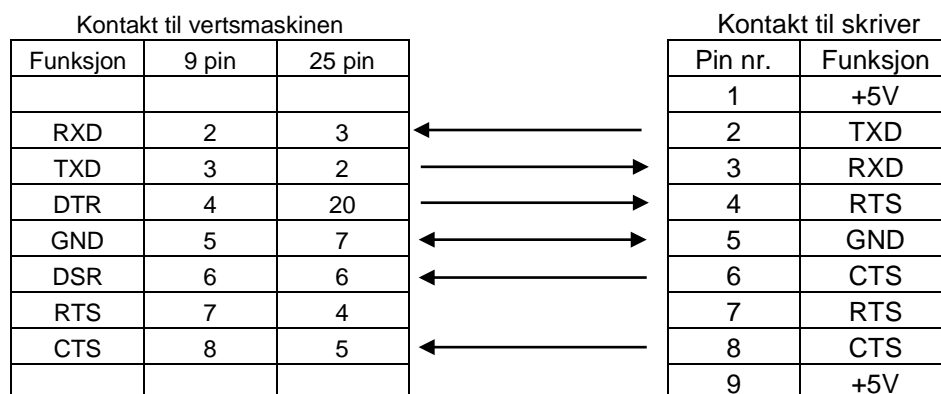 Kontakt til vertsmaskinen Kontakt til skriver
Funksjon 9 pin 25 pin Pin nr. Funksjon
1 +5V
RXD 2 3 2 TXD
TXD 3 2 3 RXD
DTR 4 20 4 RTS
GND 5 7 5 GND
DSR 6 6 6 CTS
RTS 7 4 7 RTS
CTS 8 5 8 CTS
9 +5V